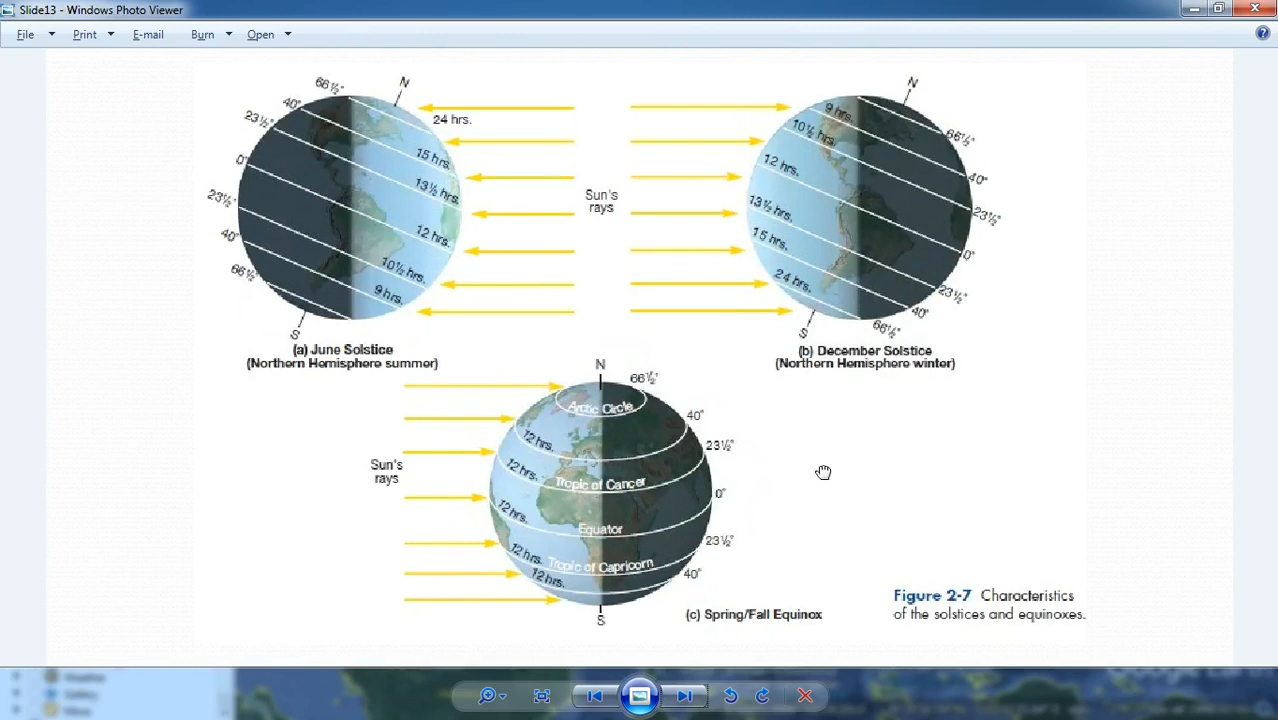 Slide13 - Windows Photo Viewer
File Print E-mail Burn Open
66½°
N
40°
23½°
0°
23½°
40°
66½°
S
24 hrs.
15 hrs.
13½ hrs.
12 hrs.
10½ hrs.
9 hrs.
(a) June Solstice
(Northern Hemisphere summer)
Sun's
rays
N
9 hrs.
10½ hrs.
12 hrs.
13½ hrs.
15 hrs.
24 hrs.
66½°
40°
23½°
0°
23½°
40°
66½°
S
(b) December Solstice
(Northern Hemisphere winter)
Sun's
rays
N
66½°
Arctic Circle
40°
12 hrs.
23½°
12 hrs.
Tropic of Cancer
0°
12 hrs.
Equator
23½°
12 hrs.
Tropic of Capricorn
40°
12 hrs.
S
(c) Spring/Fall Equinox
Figure 2-7 Characteristics
of the solstices and equinoxes.
Gallery